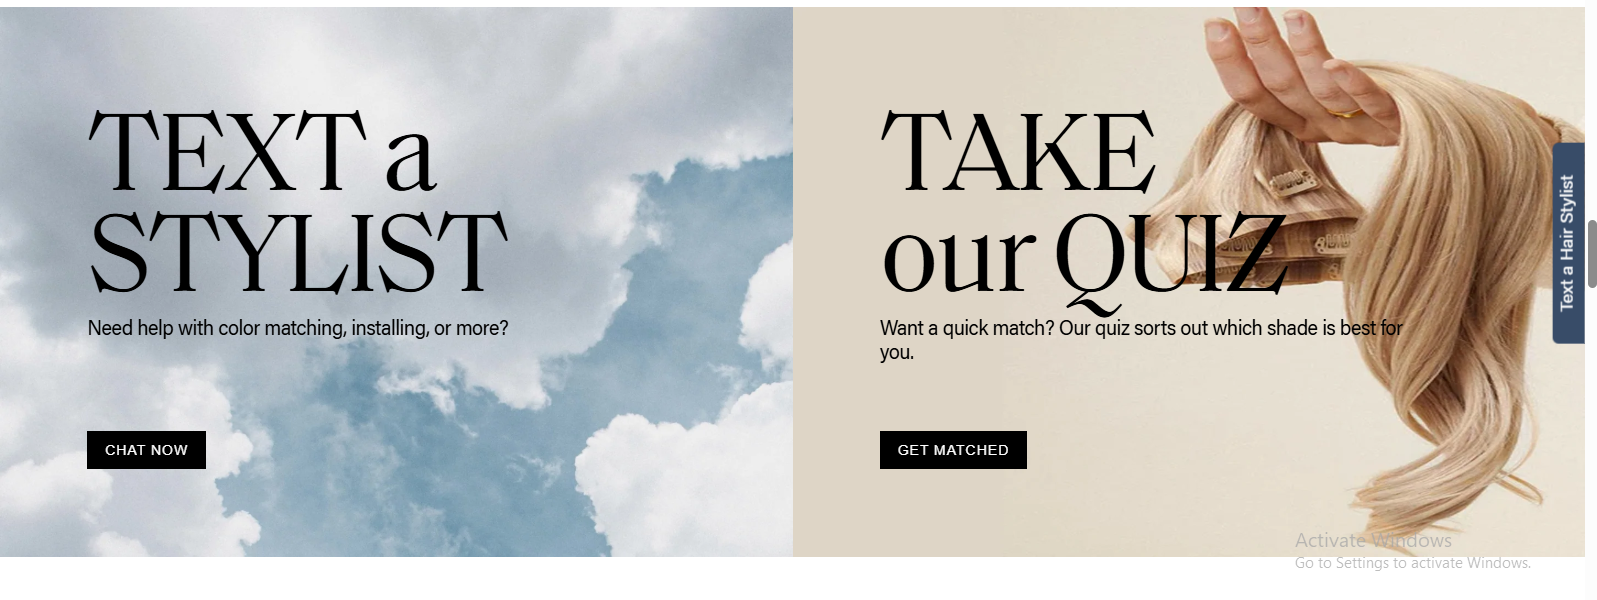 TEXT a
STYLIST
Need help with color matching, installing, or more?
CHAT NOW
TAKE
our QUIZ
Want a quick match? Our quiz sorts out which shade is best for
you.
GET MATCHED
Text a Hair Stylist
Activate Windows
Go to Settings to activate Windows.